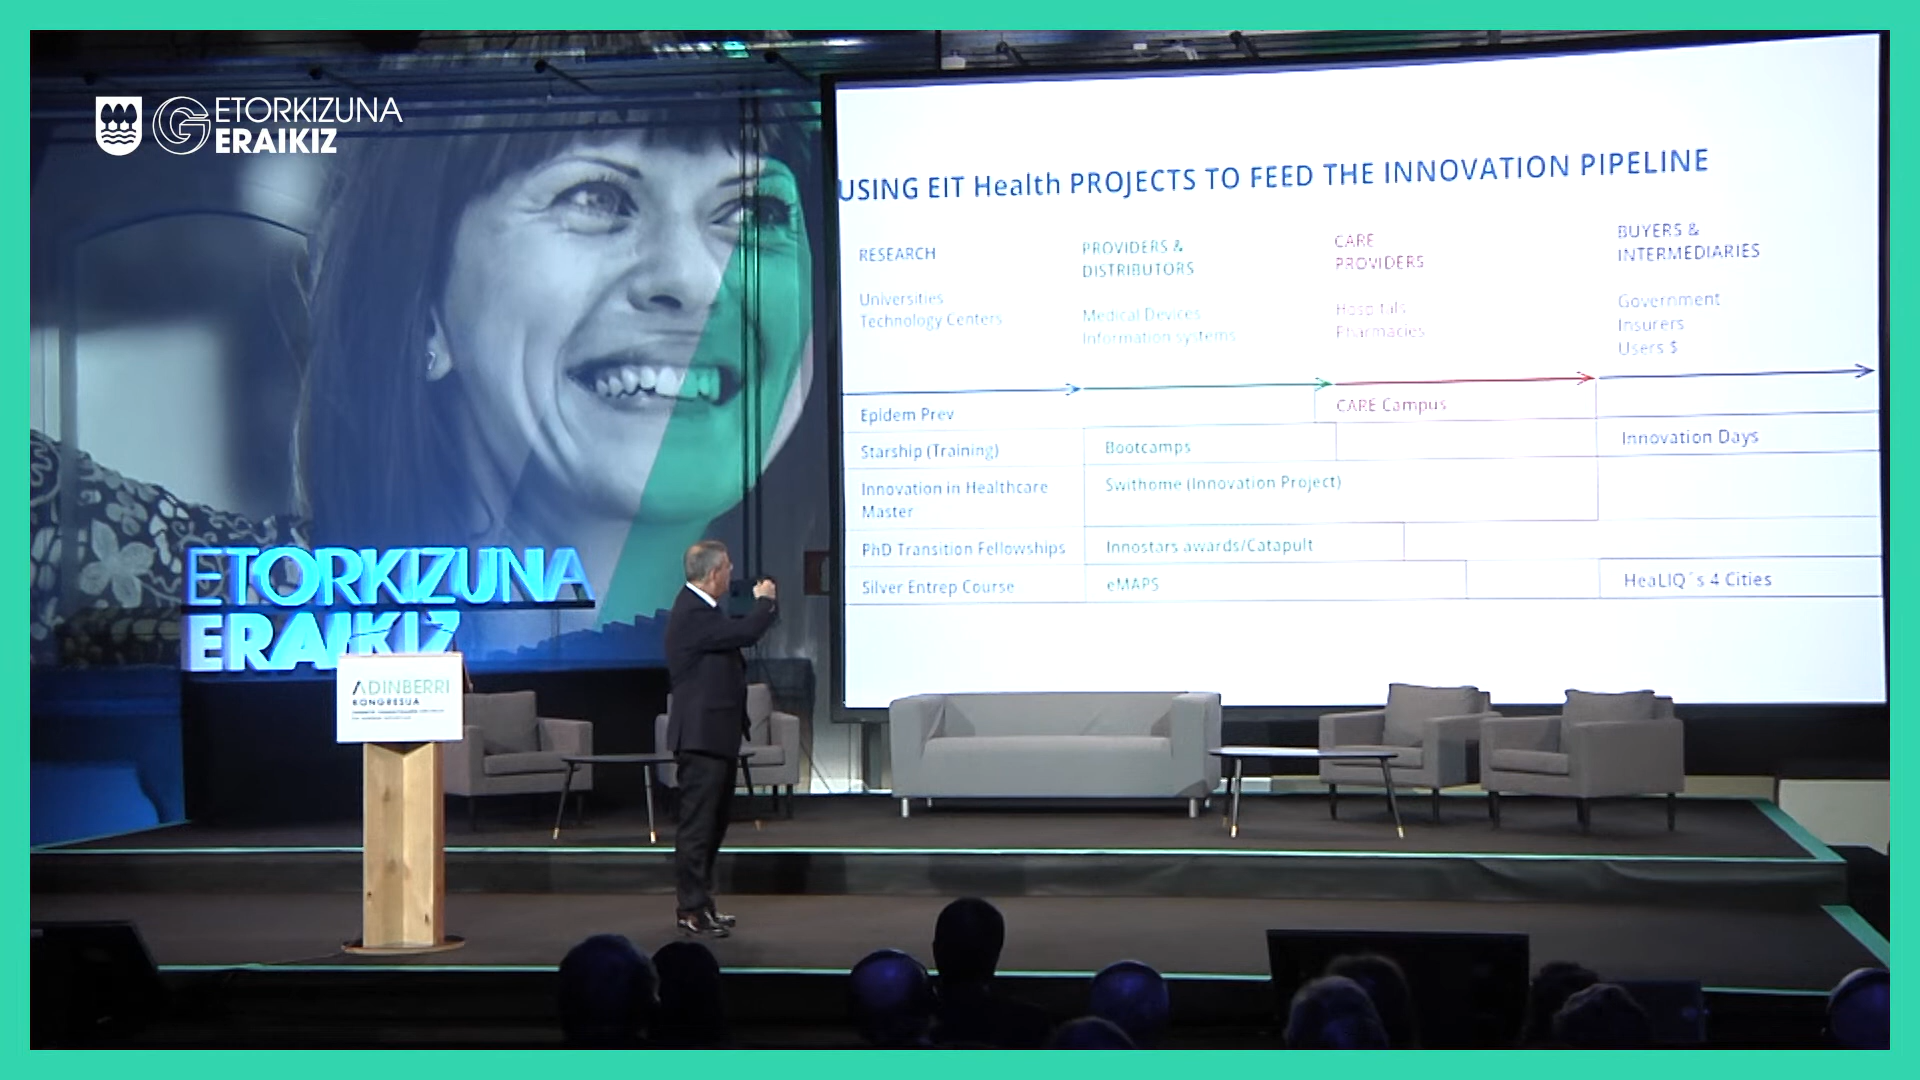 ETORKIZUNA
ERAIKIZ
USING EIT Health PROJECTS TO FEED THE INNOVATION PIPELINE
RESEARCH
Universities
Technology Centers
PROVIDERS &
DISTRIBUTORS
Medical Devices
Information systems
CARE
PROVIDERS
Hospitals
Pharmacies
BUYERS &
INTERMEDIARIES
Government
Insurers
Users $
Epidem Prev
CARE Campus
Starship (Training)
Bootcamps
Innovation Days
Innovation in Healthcare
Master
Swithome (Innovation Project)
PhD Transition Fellowships
Innostars awards/Catapult
Silver Entrep Course
eMAPS
HeaLIQ´s 4 Cities
ETORKIZUNA
ERAIKIZ
ADINBERRI
KONGRESUA